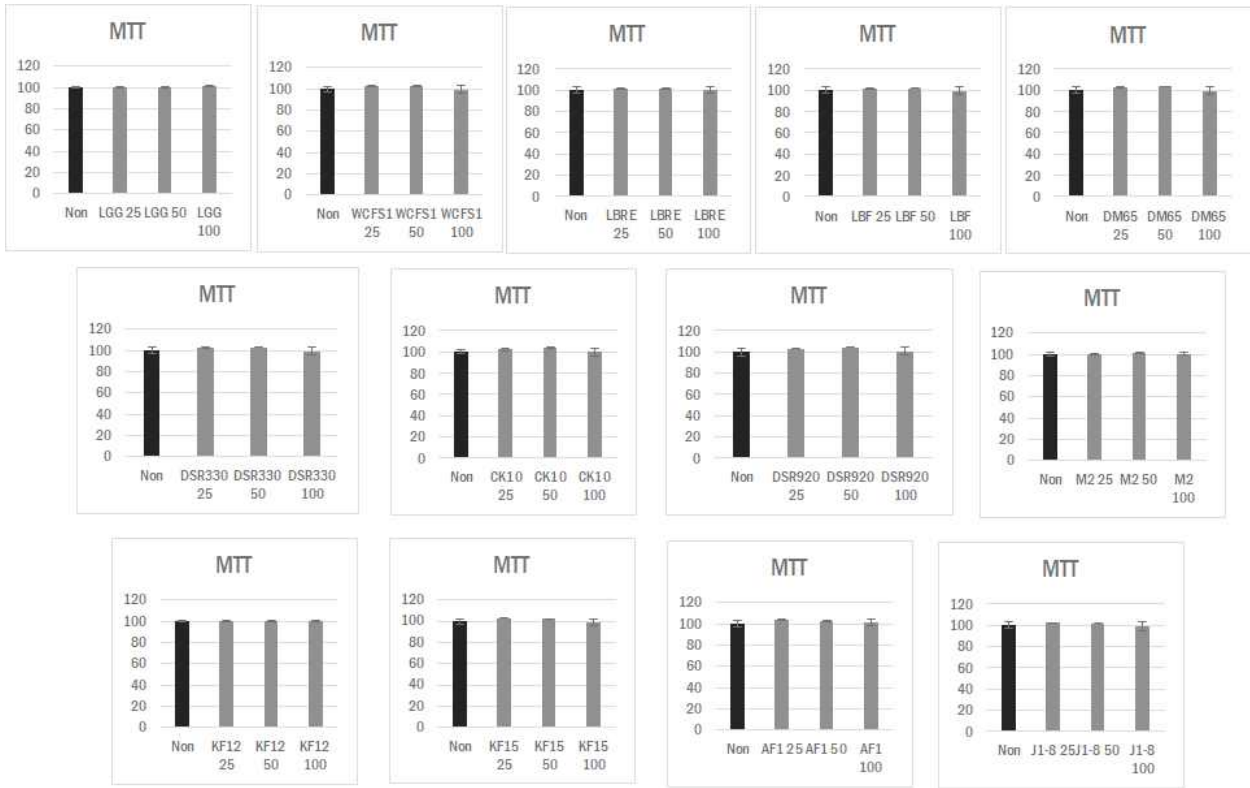 MTT
120
100
80
60
40
20
0
Non LGG 25 LGG 50 LGG
100
MTT
120
100
80
60
40
20
0
Non WCFS1 WCFS1 WCFS1
25 50 100
MTT
120
100
80
60
40
20
0
Non LBRE LBRE LBRE
25 50 100
MTT
120
100
80
60
40
20
0
Non LBF 25 LBF 50 LBF
100
MTT
120
100
80
60
40
20
0
Non DM65 DM65 DM65
25 50 100
MTT
120
100
80
60
40
20
0
Non DSR330 DSR330 DSR330
25 50 100
MTT
120
100
80
60
40
20
0
Non CK10 CK10 CK10
25 50 100
MTT
120
100
80
60
40
20
0
Non DSR920 DSR920 DSR920
25 50 100
MTT
120
100
80
60
40
20
0
Non M2 25 M2 50 M2
100
MTT
120
100
80
60
40
20
0
Non KF12 KF12 KF12
25 50 100
MTT
120
100
80
60
40
20
0
Non KF15 KF15 KF15
25 50 100
MTT
120
100
80
60
40
20
0
Non AF1 25 AF1 50 AF1
100
MTT
120
100
80
60
40
20
0
Non J1-8 25 J1-8 50 J1-8
100